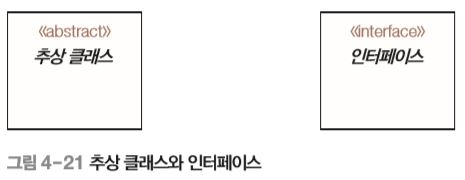 《abstract》
추상 클래스
《interface》
인터페이스
그림 4-21 추상 클래스와 인터페이스